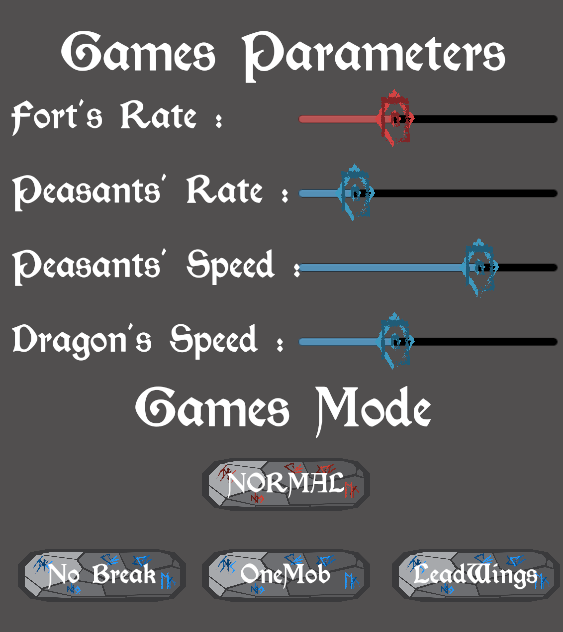 Games Parameters
Fort's Rate :
Peasants' Rate :
Peasants' Speed :
Dragon's Speed :
Games Mode
NORMAL
No Break OneMob LeadWings